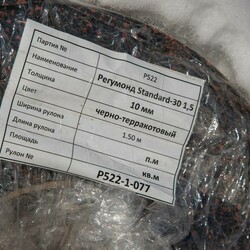 Партия № P522
Наименование Регумонд Standard-30 1,5
Толщина 10 мм
Цвет черно-терракотовый
Ширина рулона 1.50 м
Длина рулона п.м
Площадь кв.м
Рулон № P522-1-077